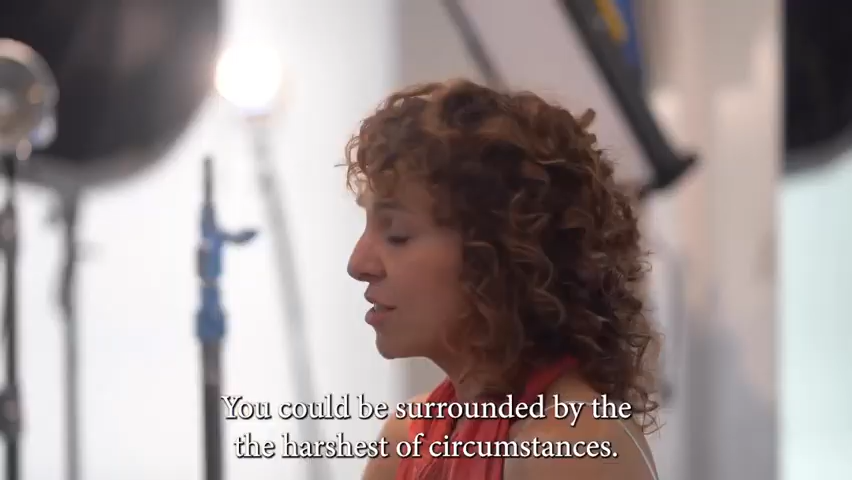 You could be surrounded by the
the harshest of circumstances.